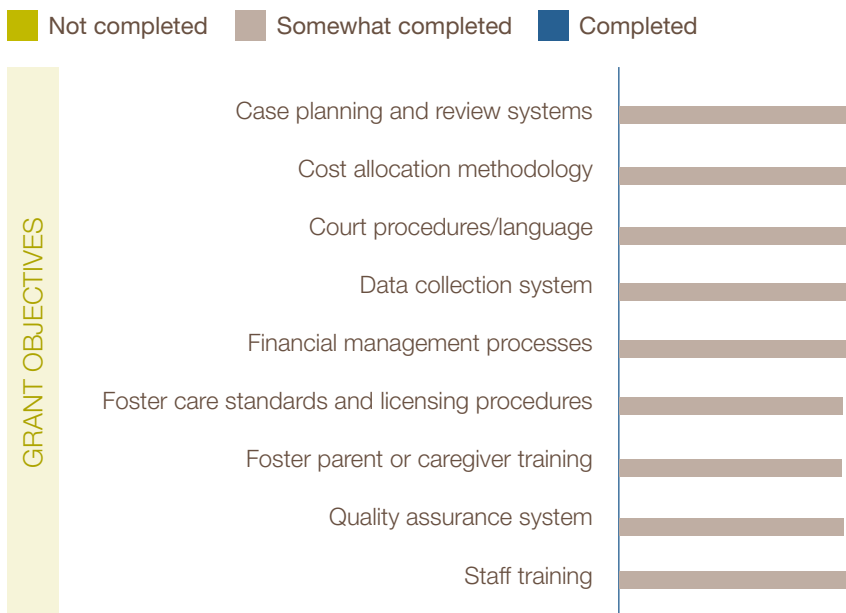 Not completed Somewhat completed Completed
GRANT OBJECTIVES
Case planning and review systems
Cost allocation methodology
Court procedures/language
Data collection system
Financial management processes
Foster care standards and licensing procedures
Foster parent or caregiver training
Quality assurance system
Staff training